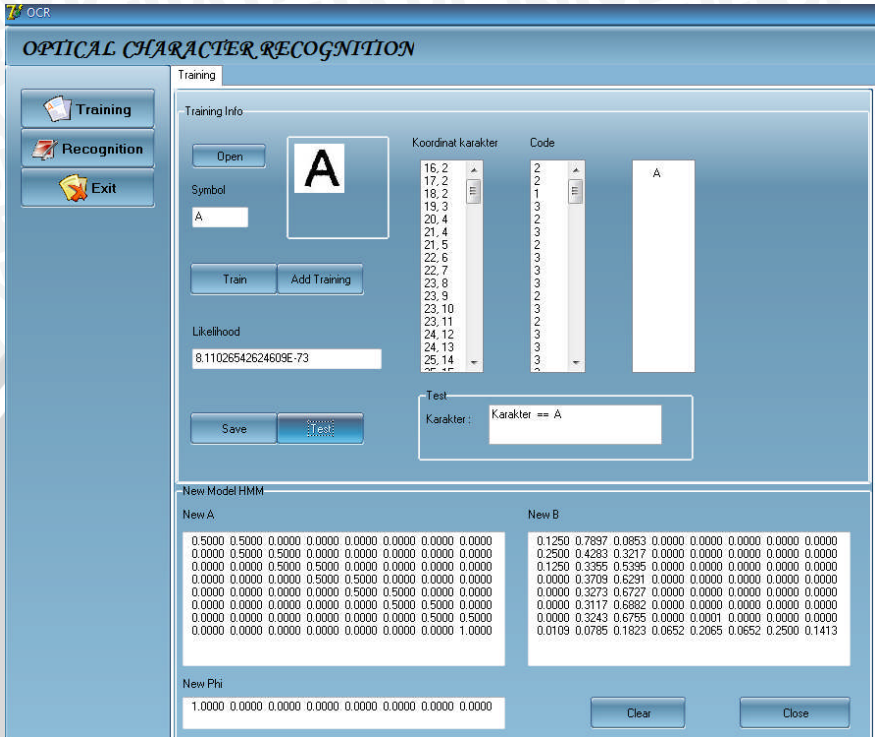 OCR
OPTICAL CHARACTER RECOGNITION
Training
Training
Recognition
Exit
Training Info
Open
A
Symbol
A
Train
Add Training
Likelihood
8.11026542624609E-73
Save
Test
Koordinat karakter
16, 2
17, 2
18, 2
19, 3
20, 4
21, 4
21, 5
22, 6
22, 7
23, 8
23, 9
23, 10
23, 11
24, 12
24, 13
25, 14
Code
2
2
1
3
2
3
2
3
3
3
2
3
2
3
3
3
A
Test
Karakter :
Karakter == A
New Model HMM
New A
0.5000 0.5000 0.0000 0.0000 0.0000 0.0000 0.0000 0.0000
0.0000 0.5000 0.5000 0.0000 0.0000 0.0000 0.0000 0.0000
0.0000 0.0000 0.5000 0.5000 0.0000 0.0000 0.0000 0.0000
0.0000 0.0000 0.0000 0.5000 0.5000 0.0000 0.0000 0.0000
0.0000 0.0000 0.0000 0.0000 0.5000 0.5000 0.0000 0.0000
0.0000 0.0000 0.0000 0.0000 0.0000 0.5000 0.5000 0.0000
0.0000 0.0000 0.0000 0.0000 0.0000 0.0000 0.5000 0.5000
0.0000 0.0000 0.0000 0.0000 0.0000 0.0000 0.0000 1.0000
New B
0.1250 0.7897 0.0853 0.0000 0.0000 0.0000 0.0000 0.0000
0.2500 0.4283 0.3217 0.0000 0.0000 0.0000 0.0000 0.0000
0.1250 0.3355 0.5395 0.0000 0.0000 0.0000 0.0000 0.0000
0.0000 0.3709 0.6291 0.0000 0.0000 0.0000 0.0000 0.0000
0.0000 0.3273 0.6727 0.0000 0.0000 0.0000 0.0000 0.0000
0.0000 0.3117 0.6882 0.0000 0.0000 0.0000 0.0000 0.0000
0.0000 0.3243 0.6755 0.0000 0.0001 0.0000 0.0000 0.0000
0.0109 0.0785 0.1823 0.0652 0.2065 0.0652 0.2500 0.1413
New Phi
1.0000 0.0000 0.0000 0.0000 0.0000 0.0000 0.0000 0.0000
Clear
Close